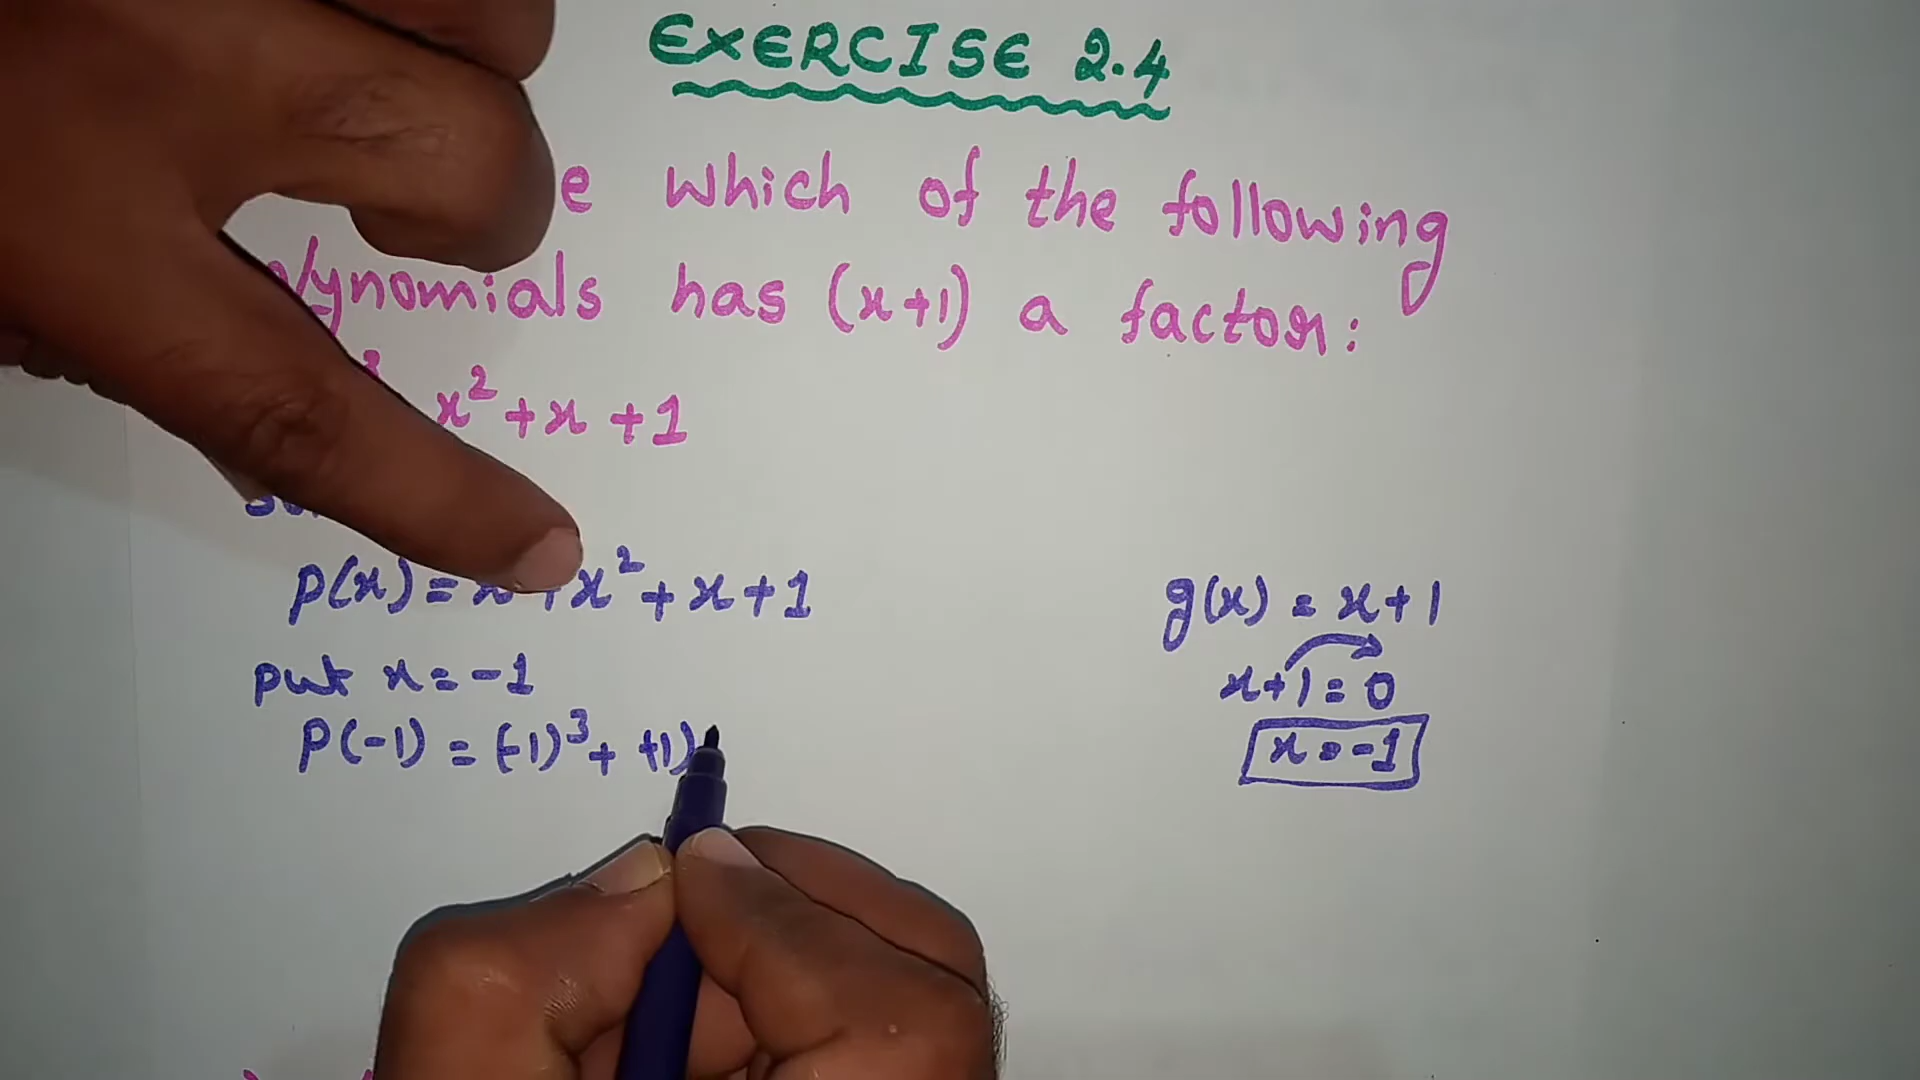 EXERCISE 2.4
which of the following
has (x+1) a factor:
x² + x + 1
p(x) = x + x² + x + 1
g(x) = x + 1
put x = -1
x+1 = 0
P(-1) = (-1)³ + +1)
x = -1